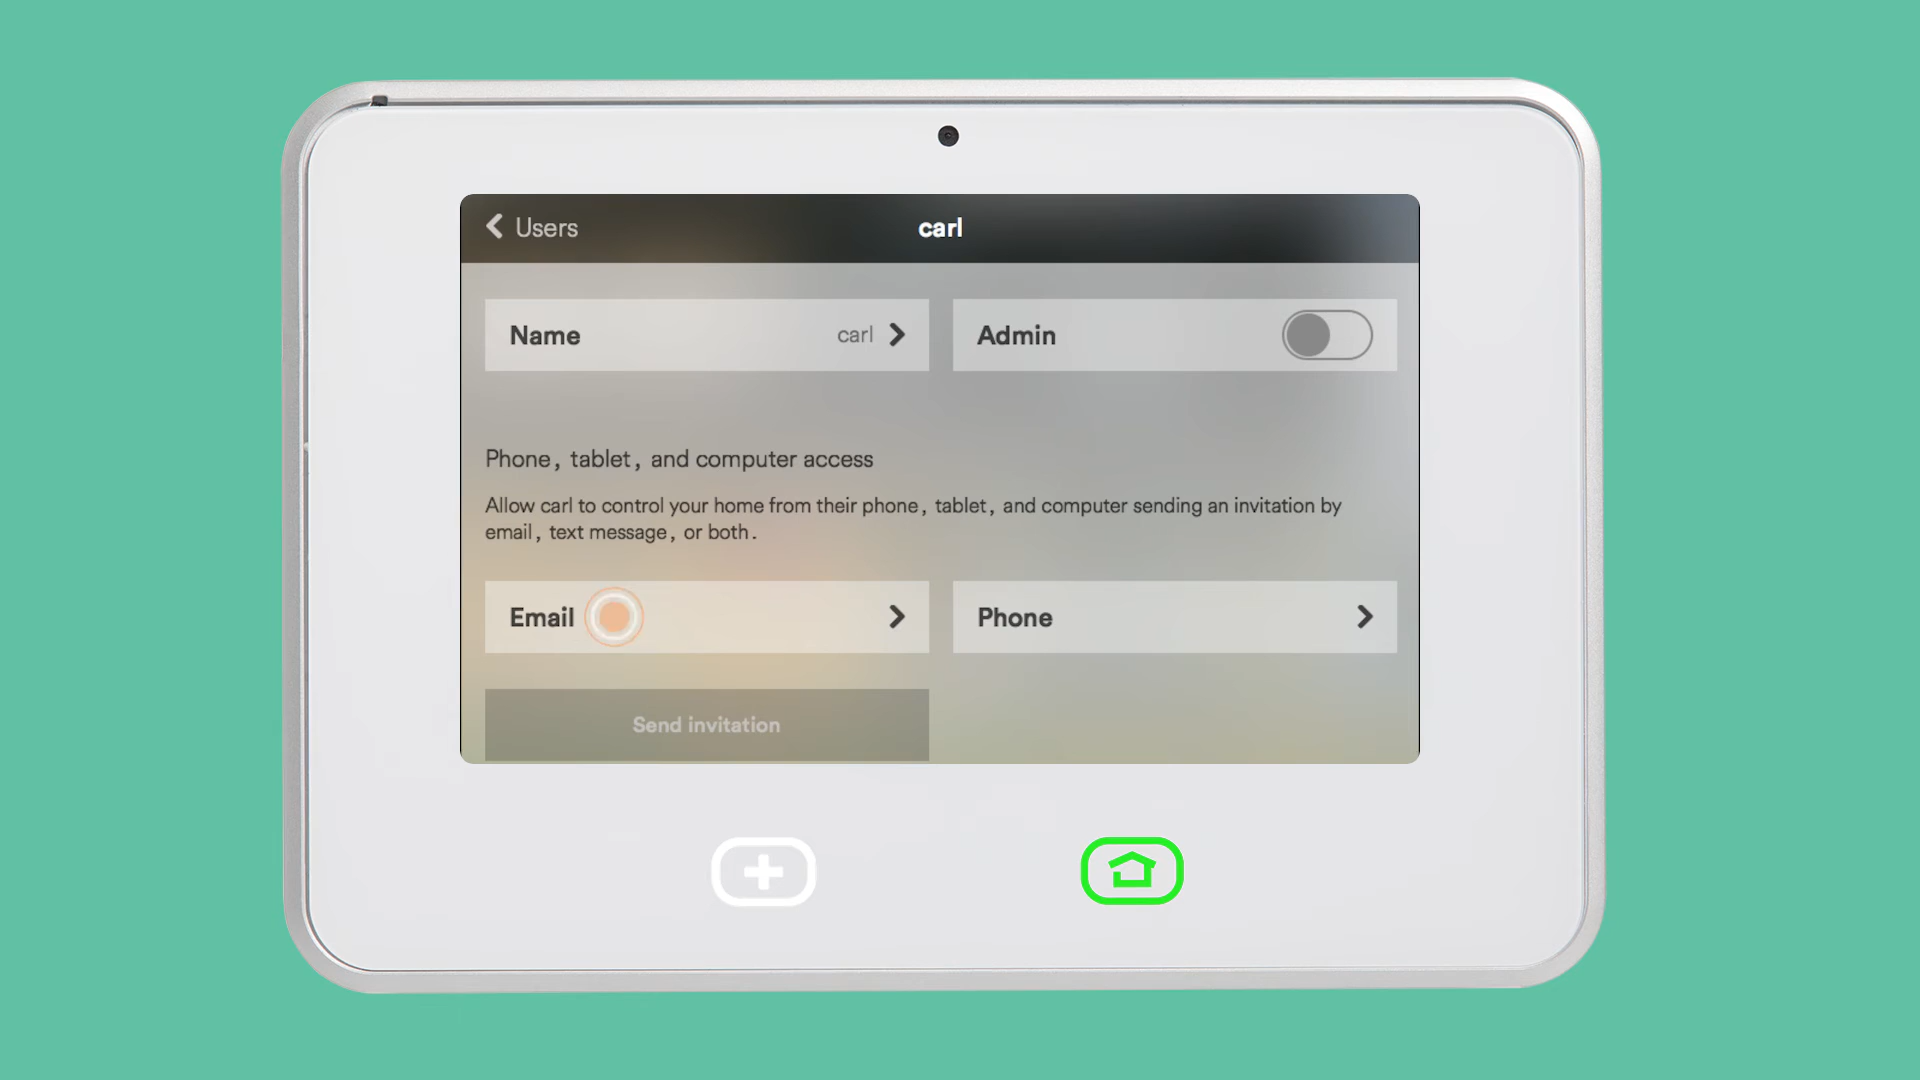 Users
carl
Name carl
Admin
Phone, tablet, and computer access
Allow carl to control your home from their phone, tablet, and computer sending an invitation by
email, text message, or both.
Email
Phone
Send invitation